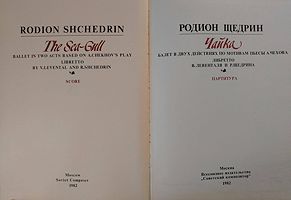 RODION SHCHEDRIN
The Sea-Gull
BALLET IN TWO ACTS BASED ON A.CHEKHOV'S PLAY
LIBRETTO
BY V.LEVENTAL AND R.SHCHEDRIN
SCORE
Moscow
Soviet Composer
1982
РОДИОН ЩЕДРИН
Чайка
БАЛЕТ В ДВУХ ДЕЙСТВИЯХ ПО МОТИВАМ ПЬЕСЫ А.ЧЕХОВА
ЛИБРЕТТО
В. ЛЕВЕНТАЛЯ И Р.ЩЕДРИНА
ПАРТИТУРА
Москва
Всесоюзное издательство
"Советский композитор"
1982